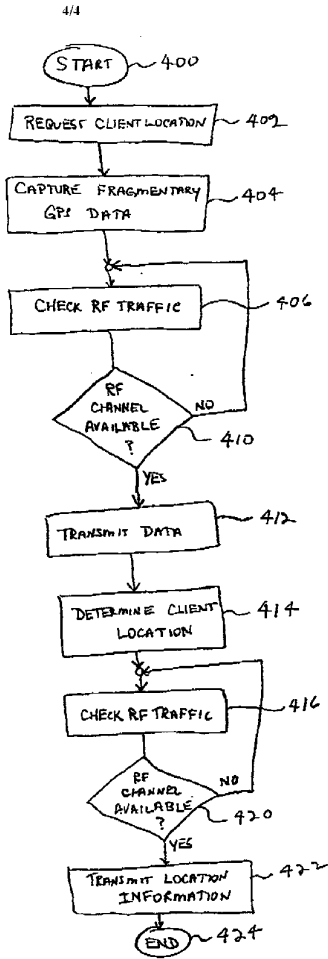 4/4
START 400
REQUEST CLIENT LOCATION 402
CAPTURE FRAGMENTARY
GPS DATA 404
CHECK RF TRAFFIC 406
RF
CHANNEL
AVAILABLE
?
NO
410
YES
TRANSMIT DATA 412
DETERMINE CLIENT
LOCATION 414
CHECK RF TRAFFIC 416
RF
CHANNEL
AVAILABLE
?
NO
420
YES
TRANSMIT LOCATION
INFORMATION 422
END 424